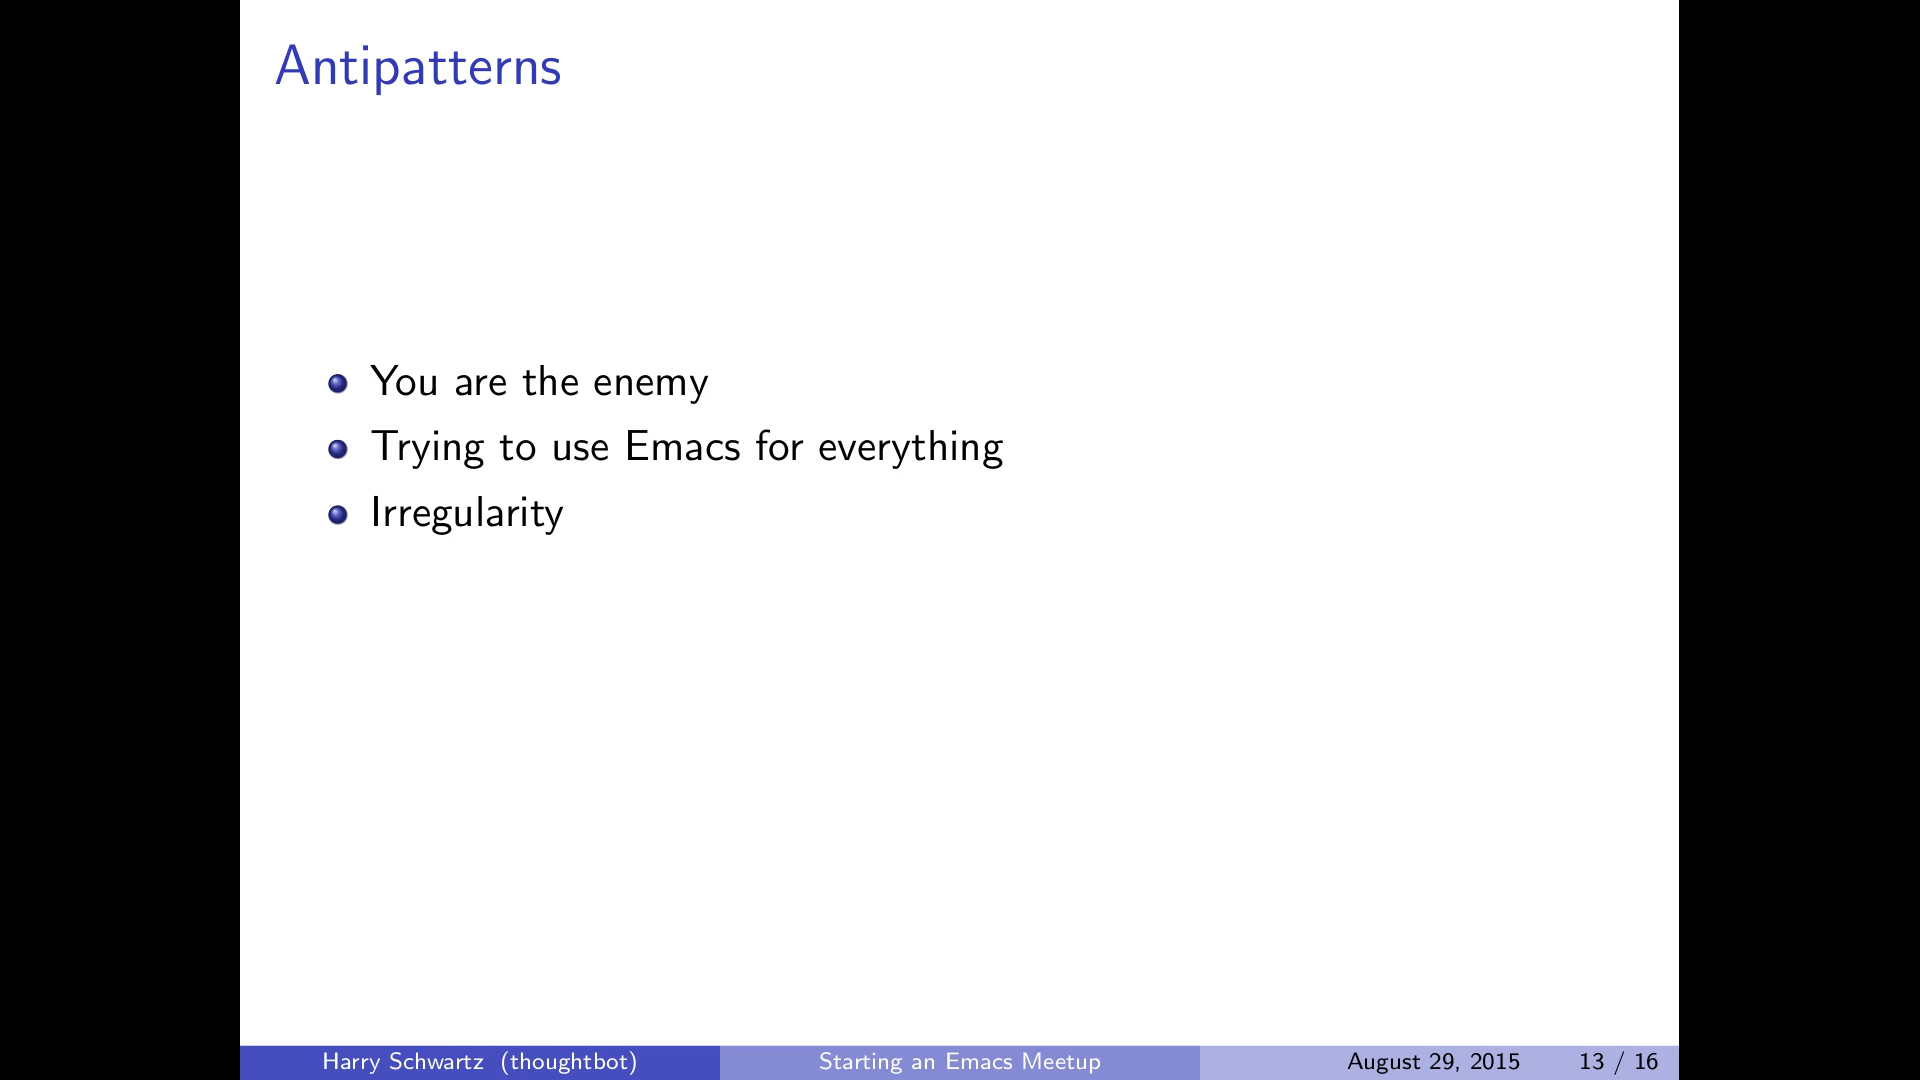 Antipatterns
You are the enemy
Trying to use Emacs for everything
Irregularity
Harry Schwartz (thoughtbot) Starting an Emacs Meetup August 29, 2015 13 / 16